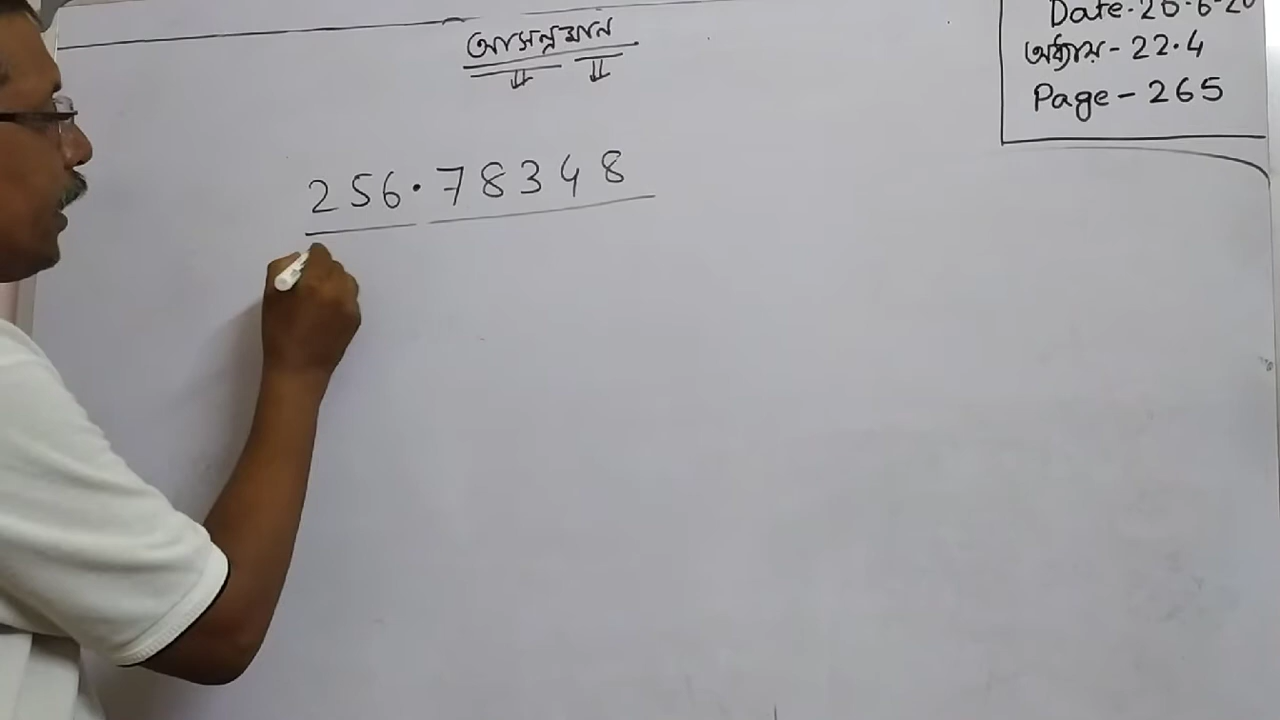 আসন্নমান
Date·20·6·20
অধ্যায় - 22·4
Page - 265
256·78348